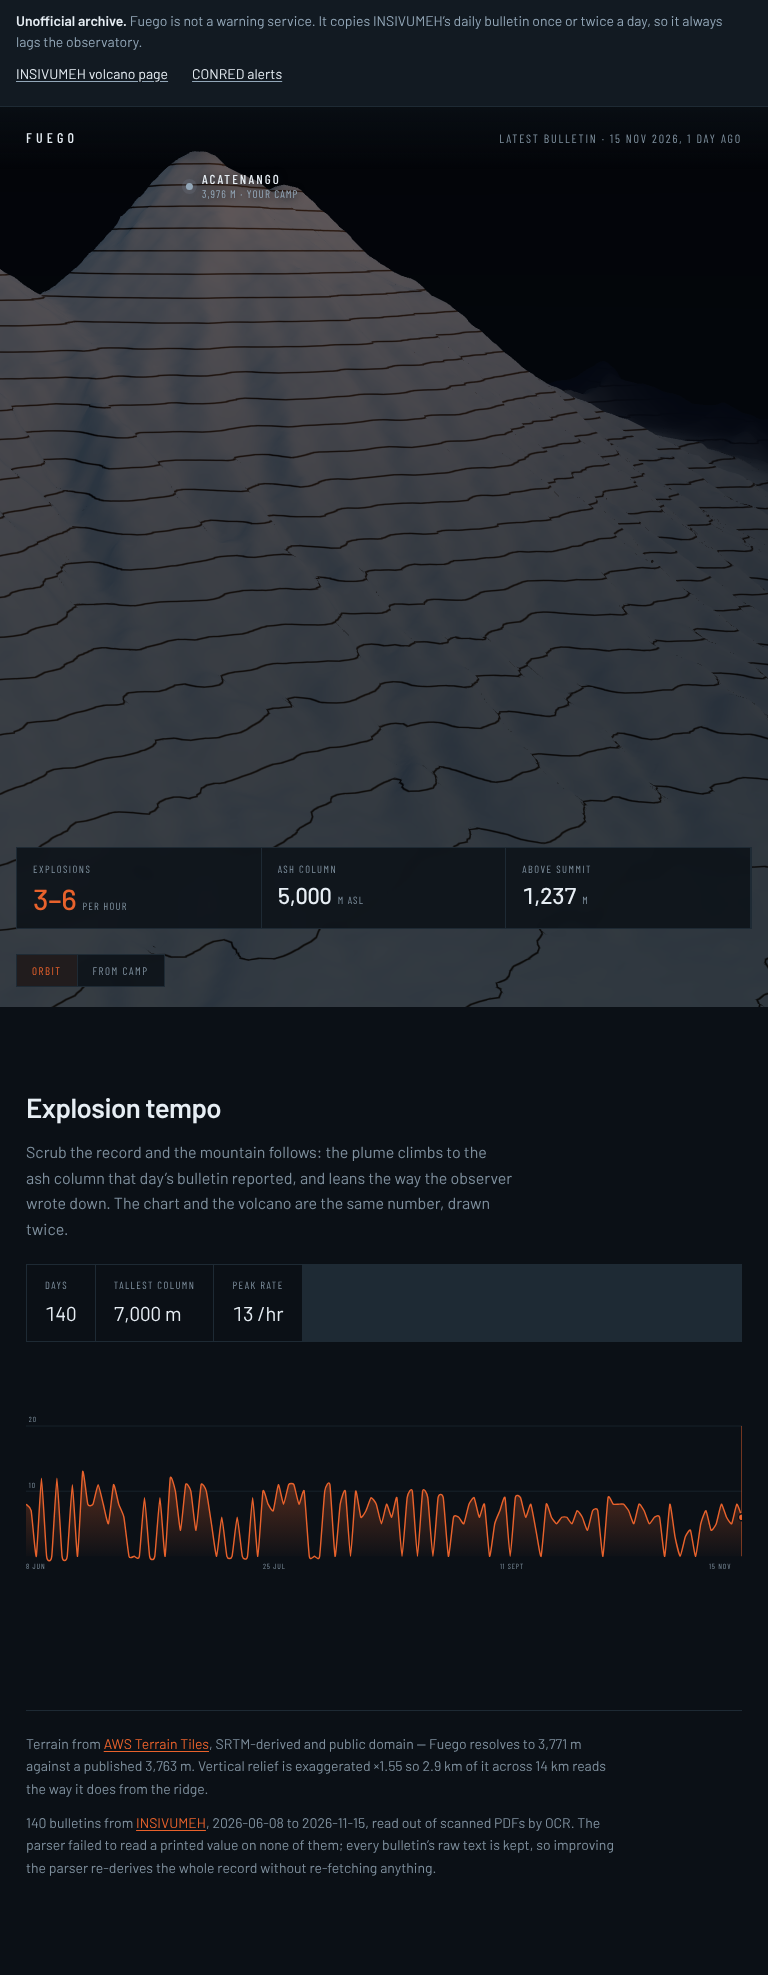 Unofficial archive. Fuego is not a warning service. It copies INSIVUMEH's daily bulletin once or twice a day, so it always
lags the observatory.
INSIVUMEH volcano page CONRED alerts
FUEGO
LATEST BULLETIN · 15 NOV 2026, 1 DAY AGO
ACATENANGO
3,976 M · YOUR CAMP
EXPLOSIONS
3–6 PER HOUR
ASH COLUMN
5,000 M ASL
ABOVE SUMMIT
1,237 M
ORBIT FROM CAMP
Explosion tempo
Scrub the record and the mountain follows: the plume climbs to the
ash column that day's bulletin reported, and leans the way the observer
wrote down. The chart and the volcano are the same number, drawn
twice.
DAYS
140
TALLEST COLUMN
7,000 m
PEAK RATE
13 /hr
20
10
8 JUN 25 JUL 11 SEPT 15 NOV
Terrain from AWS Terrain Tiles, SRTM-derived and public domain — Fuego resolves to 3,771 m
against a published 3,763 m. Vertical relief is exaggerated ×1.55 so 2.9 km of it across 14 km reads
the way it does from the ridge.
140 bulletins from INSIVUMEH, 2026-06-08 to 2026-11-15, read out of scanned PDFs by OCR. The
parser failed to read a printed value on none of them; every bulletin's raw text is kept, so improving
the parser re-derives the whole record without re-fetching anything.